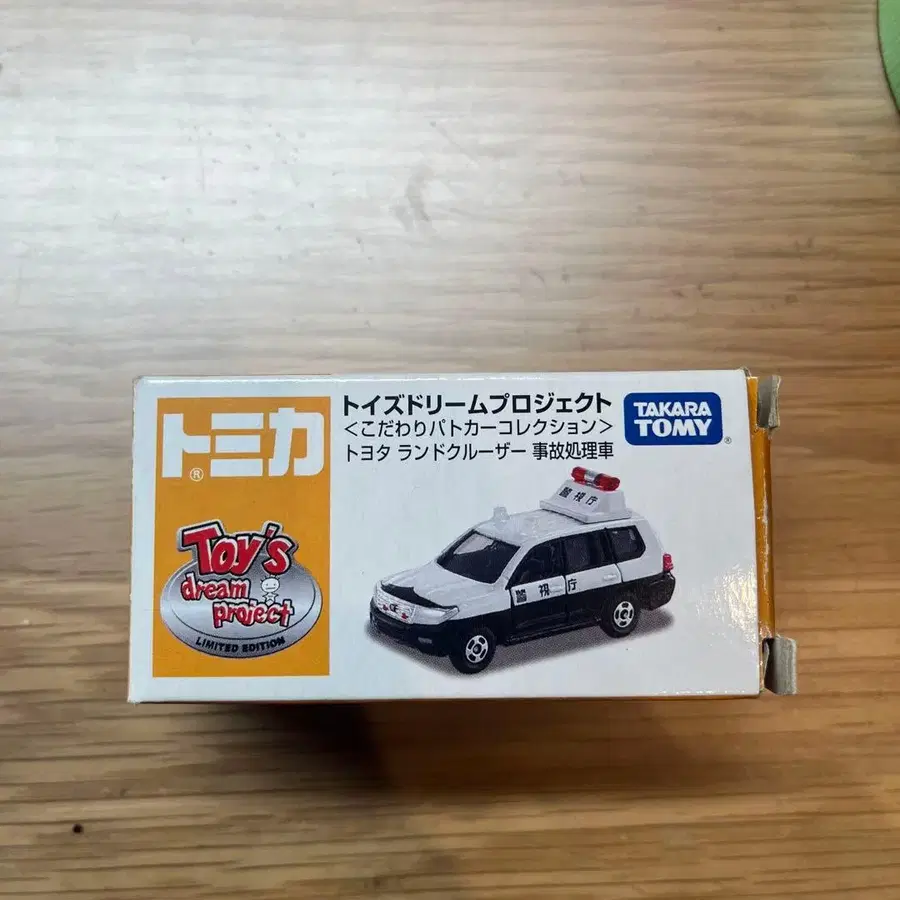 トミカ®
Toy's
dream
project
LIMITED EDITION
トイズドリームプロジェクト
<こだわりパトカーコレクション>
トヨタ ランドクルーザー 事故処理車
TAKARA
TOMY®
警視庁
警視庁